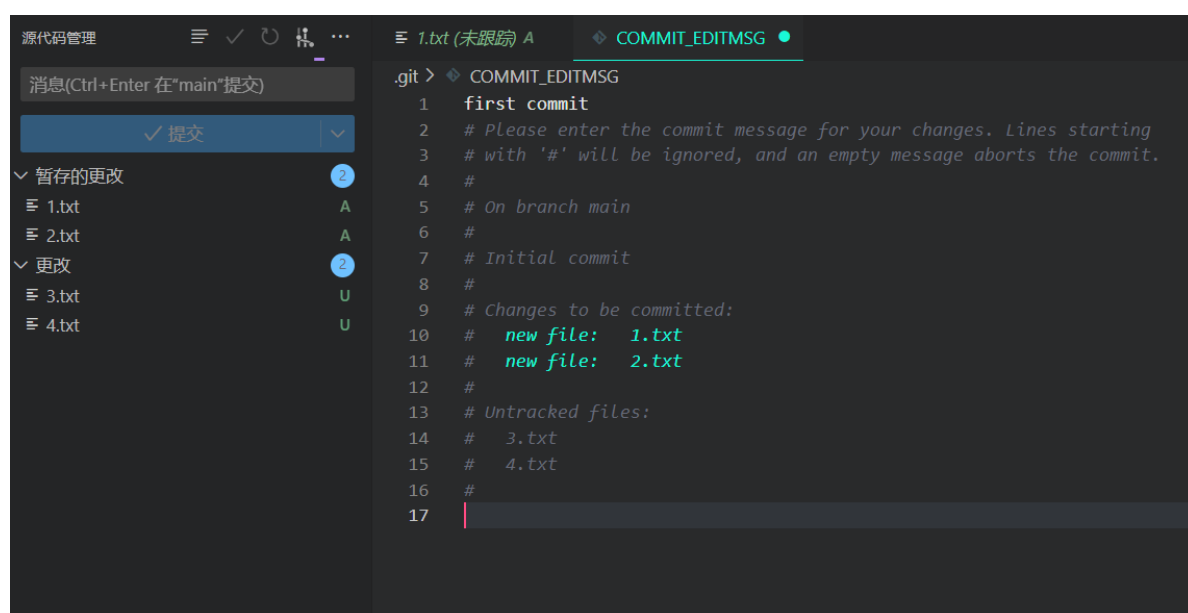 源代码管理
消息(Ctrl+Enter 在"main"提交)
提交
暂存的更改 2
1.txt A
2.txt A
更改 2
3.txt U
4.txt U
1.txt (未跟踪) A
COMMIT_EDITMSG
.git > COMMIT_EDITMSG
1 first commit
2 # Please enter the commit message for your changes. Lines starting
3 # with '#' will be ignored, and an empty message aborts the commit.
4 #
5 # On branch main
6 #
7 # Initial commit
8 #
9 # Changes to be committed:
10 # new file: 1.txt
11 # new file: 2.txt
12 #
13 # Untracked files:
14 # 3.txt
15 # 4.txt
16 #
17